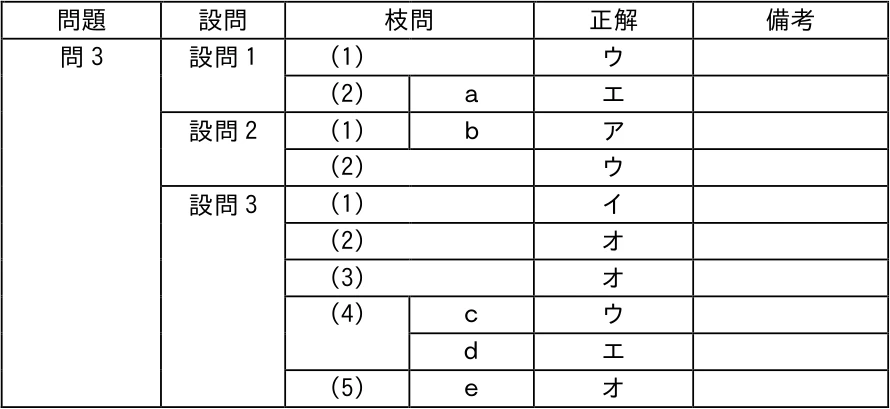 問題 設問 枝問 正解 備考
問3 設問1 (1) ウ
(2) a エ
設問2 (1) b ア
(2) ウ
設問3 (1) イ
(2) オ
(3) オ
(4) c ウ
d エ
(5) e オ